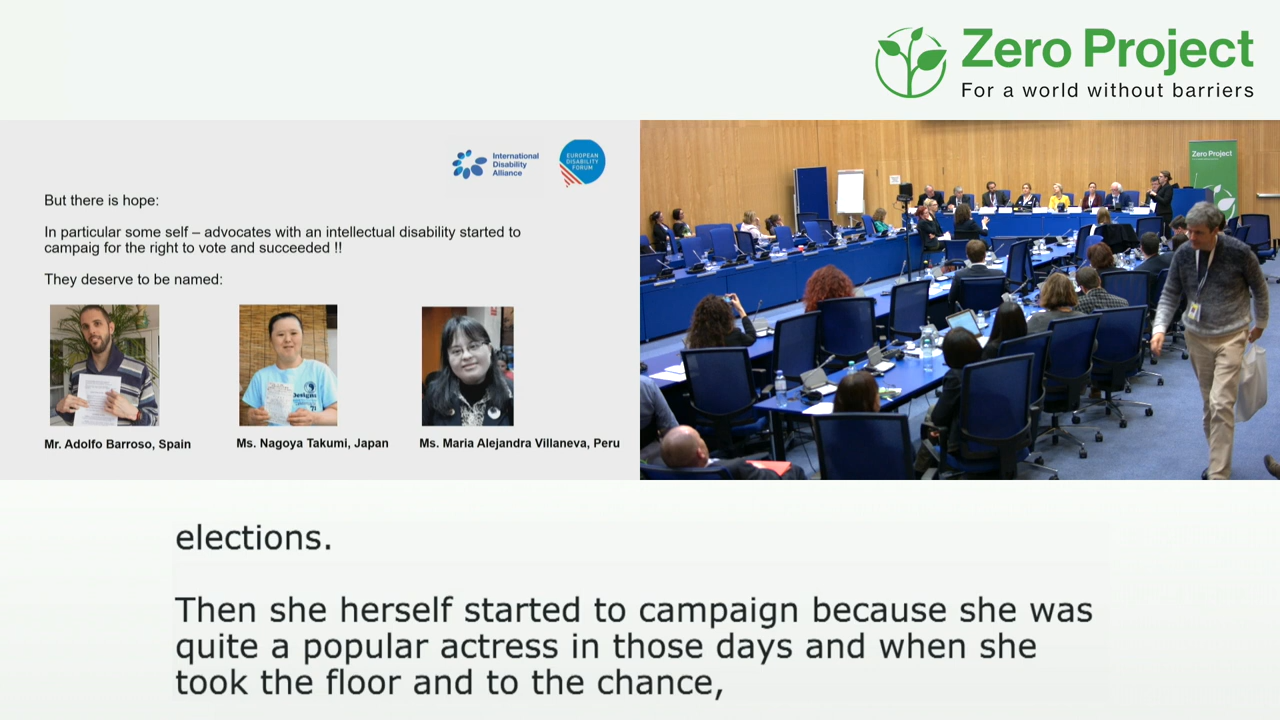 Zero Project
For a world without barriers
International
Disability
Alliance
EUROPEAN
DISABILITY
FORUM
But there is hope:
In particular some self – advocates with an intellectual disability started to
campaig for the right to vote and succeeded !!
They deserve to be named:
Mr. Adolfo Barroso, Spain
Ms. Nagoya Takumi, Japan
Ms. Maria Alejandra Villaneva, Peru
Zero Project
elections.
Then she herself started to campaign because she was
quite a popular actress in those days and when she
took the floor and to the chance,